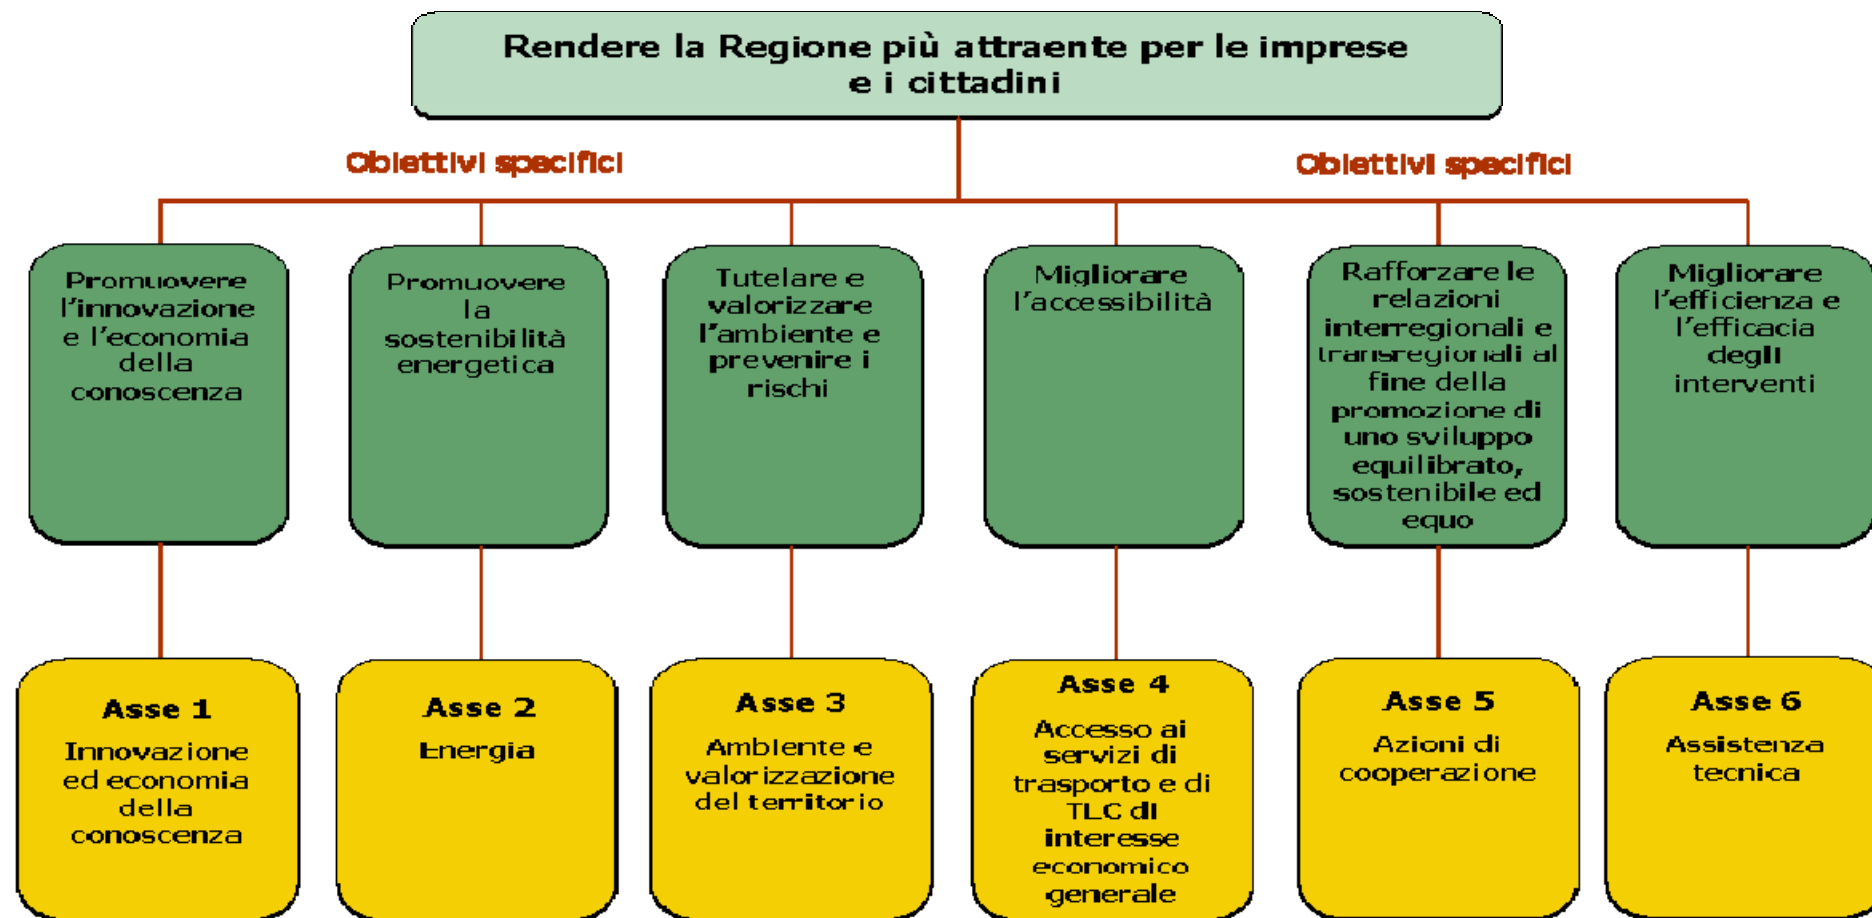 Rendere la Regione più attraente per le imprese
e i cittadini
Obiettivi specifici
Obiettivi specifici
Promuovere
l'innovazione
e l'economia
della
conoscenza
Promuovere
la
sostenibilità
energetica
Tutelare e
valorizzare
l'ambiente e
prevenire i
rischi
Migliorare
l'accessibilità
Rafforzare le
relazioni
interregionali e
transregionali al
fine della
promozione di
uno sviluppo
equilibrato,
sostenibile ed
equo
Migliorare
l'efficienza e
l'efficacia
degli
interventi
Asse 1
Innovazione
ed economia
della
conoscenza
Asse 2
Energia
Asse 3
Ambiente e
valorizzazione
del territorio
Asse 4
Accesso ai
servizi di
trasporto e di
TLC di
interesse
economico
generale
Asse 5
Azioni di
cooperazione
Asse 6
Assistenza
tecnica